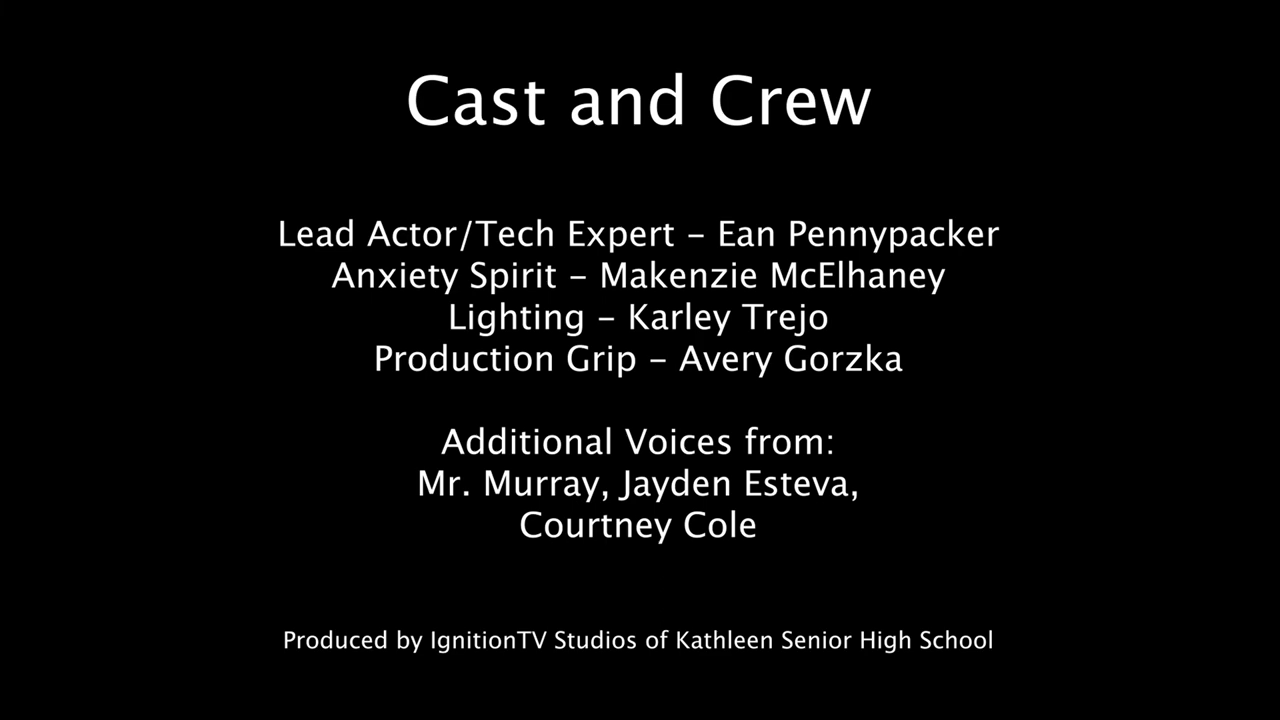 Cast and Crew
Lead Actor/Tech Expert – Ean Pennypacker
Anxiety Spirit – Makenzie McElhaney
Lighting – Karley Trejo
Production Grip – Avery Gorzka
Additional Voices from:
Mr. Murray, Jayden Esteva,
Courtney Cole
Produced by IgnitionTV Studios of Kathleen Senior High School